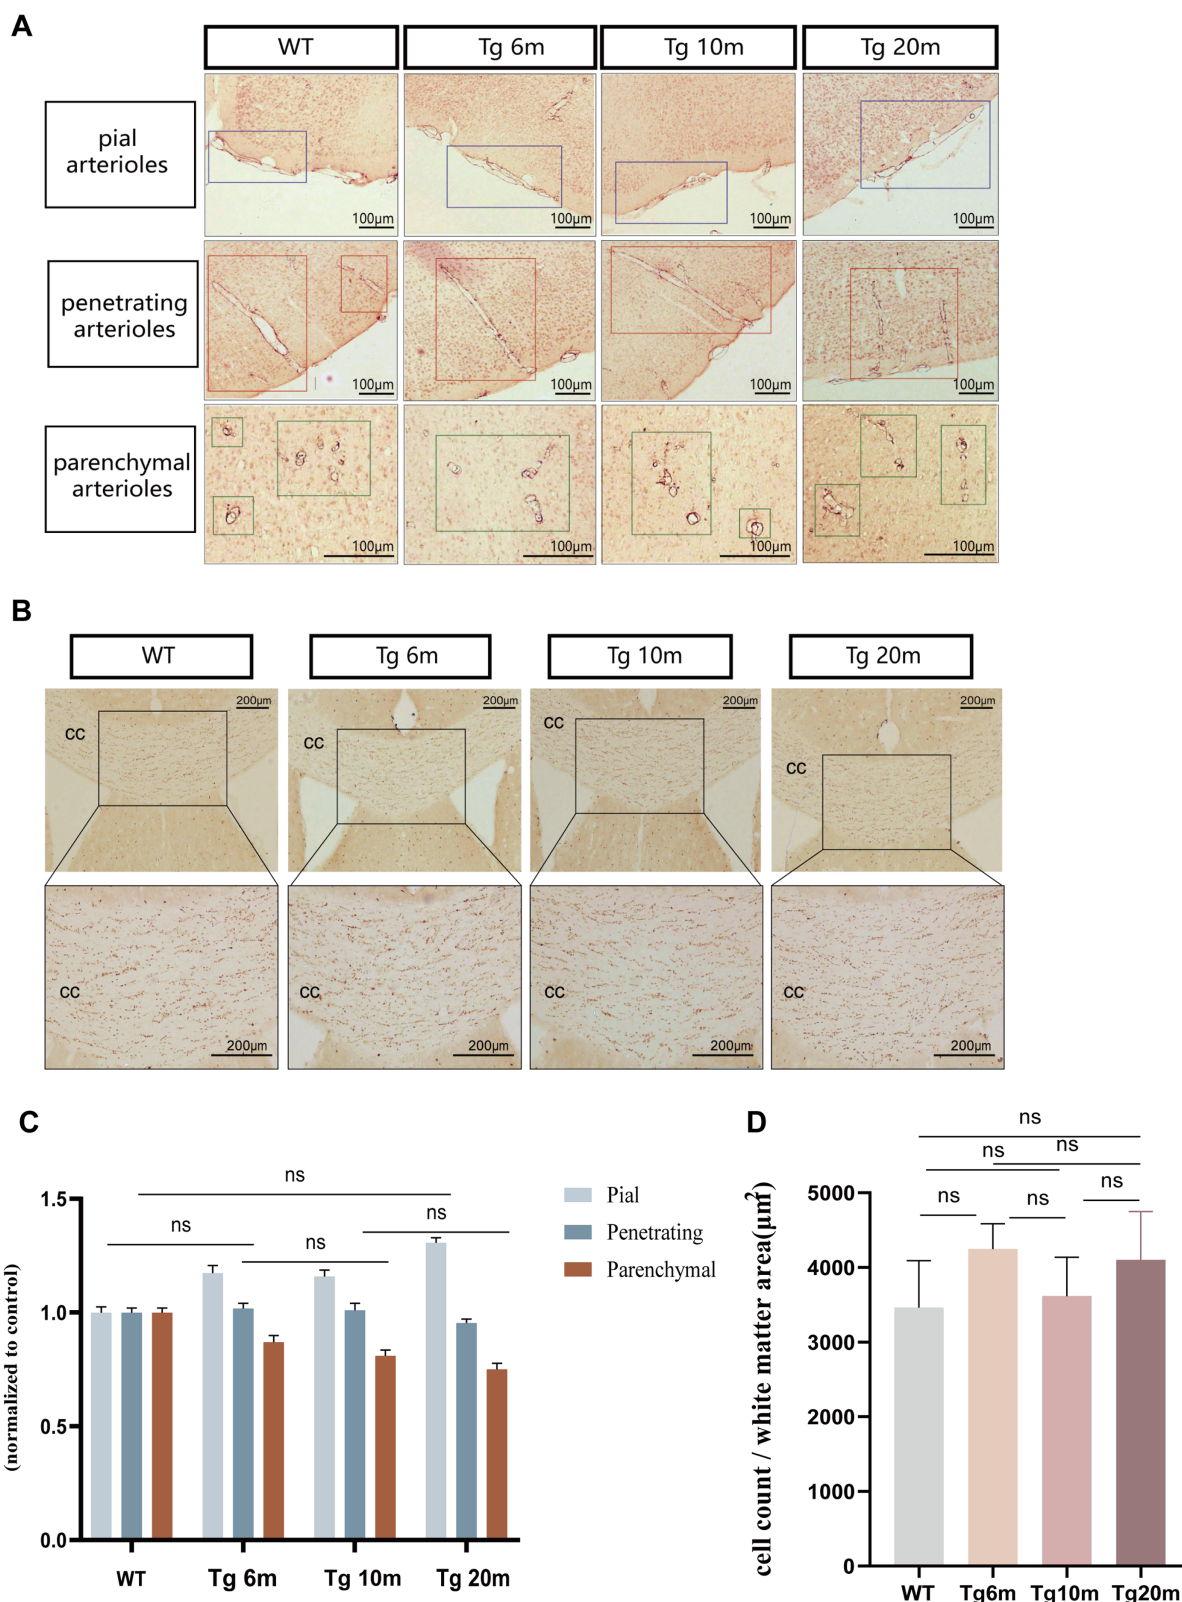 A
WT
Tg 6m
Tg 10m
Tg 20m
pial
arterioles
100μm
100μm
100μm
100μm
penetrating
arterioles
100μm
100μm
100μm
100μm
parenchymal
arterioles
100μm
100μm
100μm
100μm
B
WT
Tg 6m
Tg 10m
Tg 20m
200μm
200μm
200μm
200μm
CC
CC
CC
CC
CC
CC
CC
CC
200μm
200μm
200μm
200μm
C
(normalized to control)
1.5
1.0
0.5
0.0
ns
ns
ns
ns
WT
Tg 6m
Tg 10m
Tg 20m
Pial
Penetrating
Parenchymal
D
cell count / white matter area(μm²)
5000
4000
3000
2000
1000
0
ns
ns
ns
ns
ns
ns
WT
Tg6m
Tg10m
Tg20m